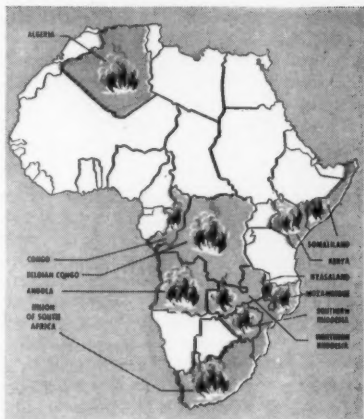 ALGERIA
SOMALILAND
KENYA
CONGO
BELGIAN CONGO
ANGOLA
UNION
OF SOUTH
AFRICA
NYASALAND
MOZAMBIQUE
SOUTHERN
RHODESIA
NORTHERN
RHODESIA